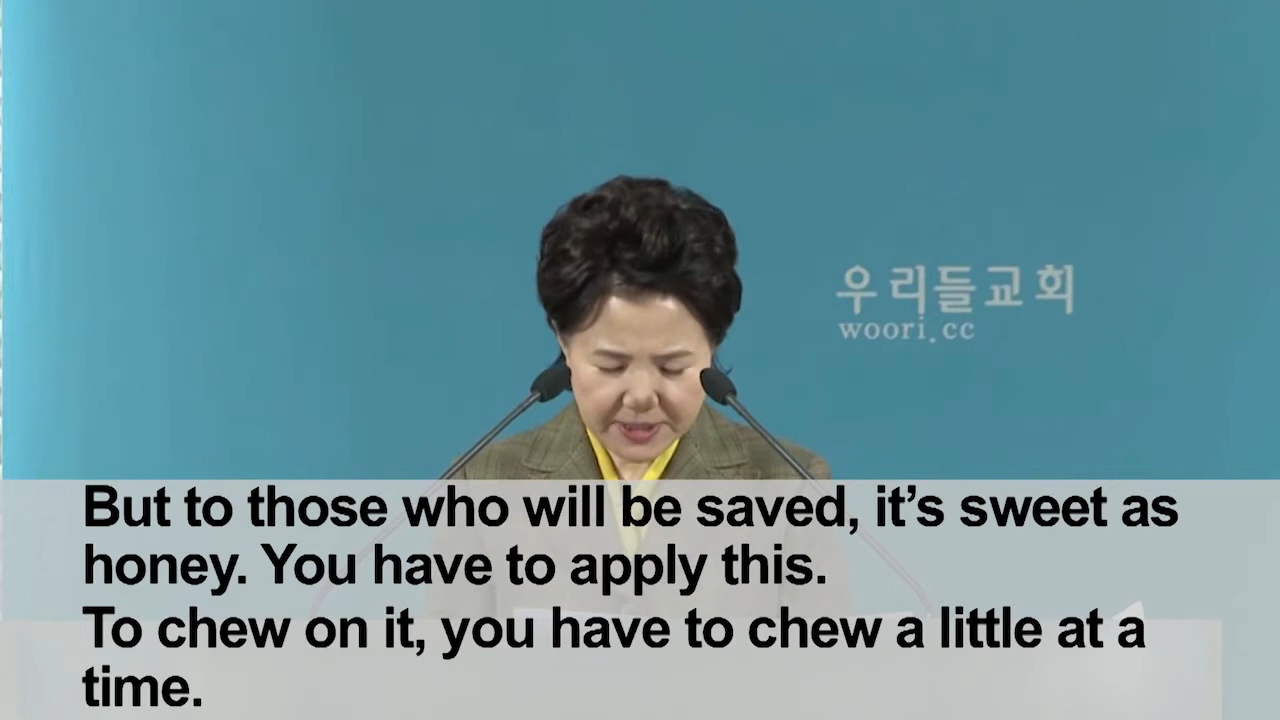 우리들교회
woori.cc
But to those who will be saved, it’s sweet as
honey. You have to apply this.
To chew on it, you have to chew a little at a
time.